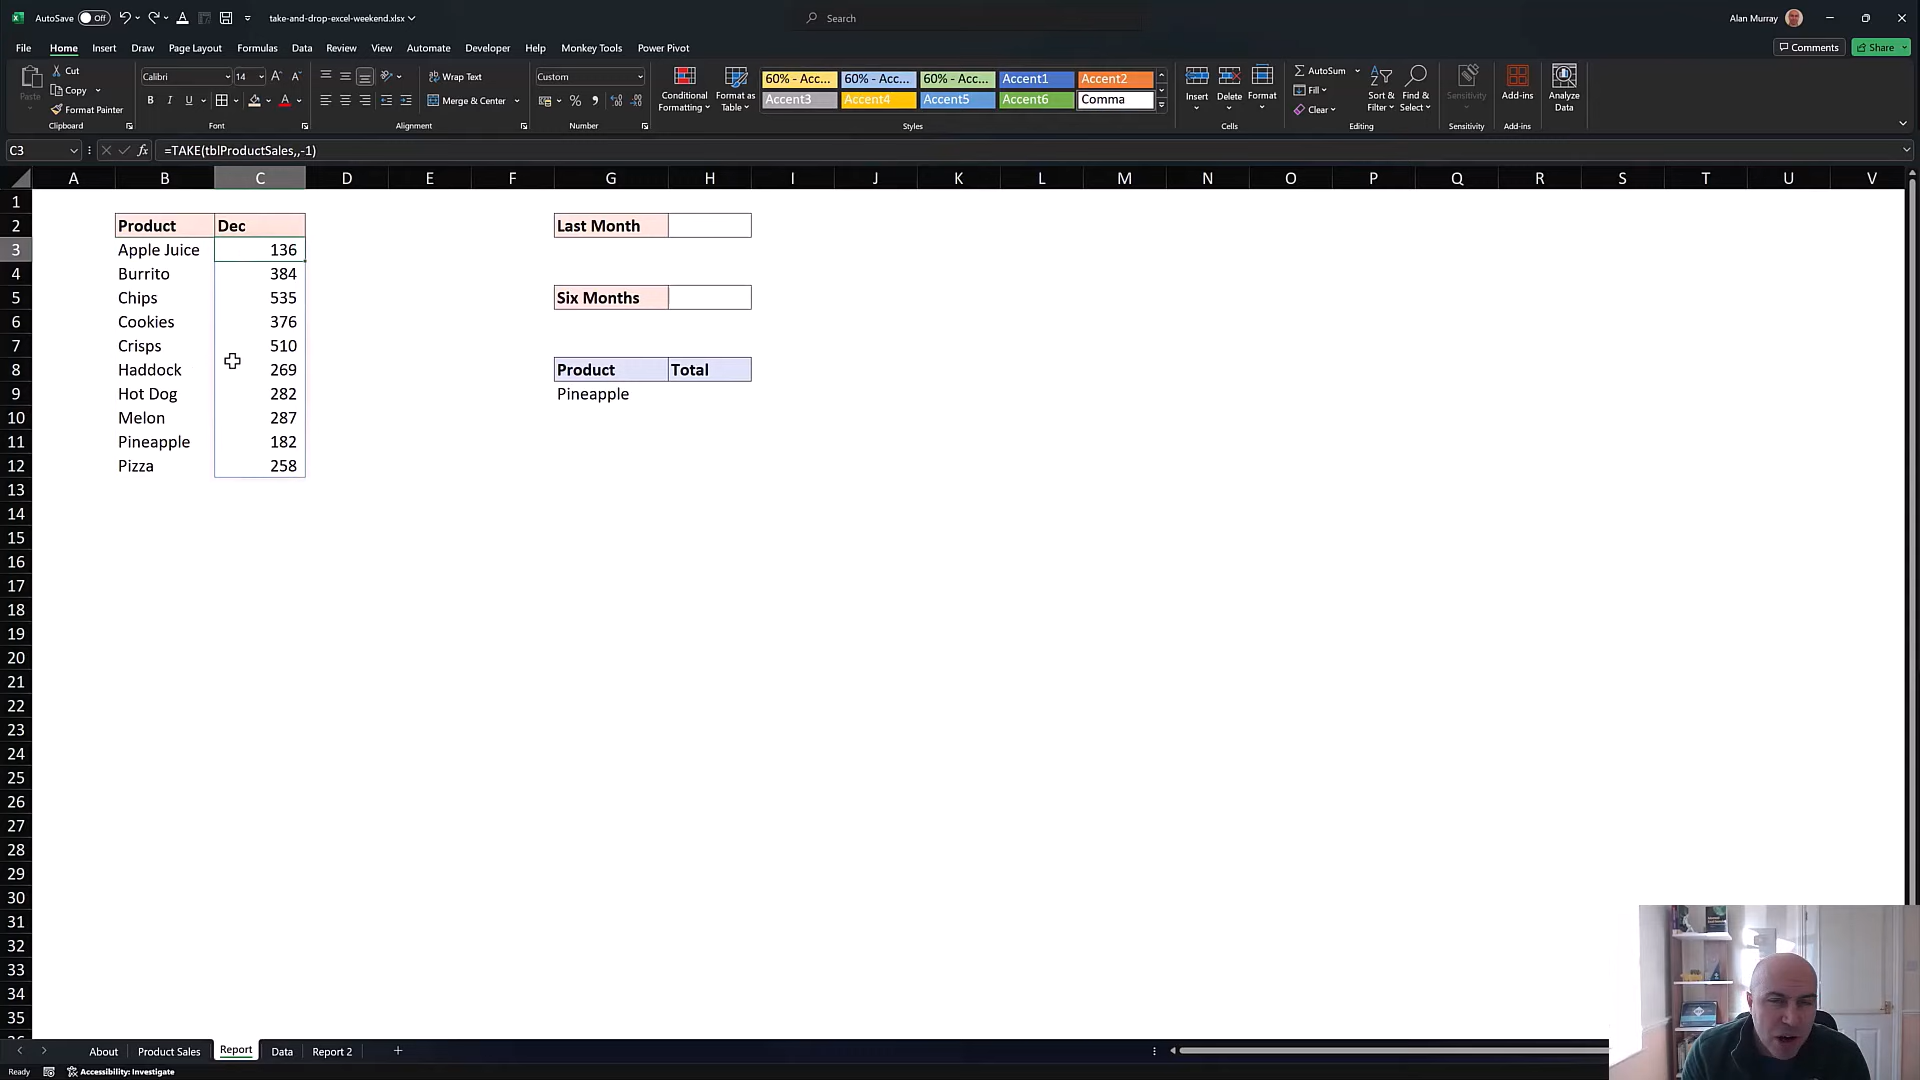 AutoSave Off take-and-drop-excel-weekend.xlsx Search Alan Murray
File Home Insert Draw Page Layout Formulas Data Review View Automate Developer Help Monkey Tools Power Pivot Comments Share
Paste Cut Copy Format Painter Clipboard
Calibri 14 B I U Font
Wrap Text Merge & Center Alignment
Custom % Number
Conditional Formatting Format as Table
60% - Acc... 60% - Acc... 60% - Acc... Accent1 Accent2
Accent3 Accent4 Accent5 Accent6 Comma
Styles
Insert Delete Format Cells
AutoSum Fill Clear Sort & Filter Find & Select Editing
Sensitivity Sensitivity
Add-ins Add-ins
Analyze Data
C3 fx =TAKE(tblProductSales,,-1)
A B C D E F G H I J K L M N O P Q R S T U V
1
2 Product Dec Last Month
3 Apple Juice 136
4 Burrito 384
5 Chips 535 Six Months
6 Cookies 376
7 Crisps 510
8 Haddock 269 Product Total
9 Hot Dog 282 Pineapple
10 Melon 287
11 Pineapple 182
12 Pizza 258
13
14
15
16
17
18
19
20
21
22
23
24
25
26
27
28
29
30
31
32
33
34
35
About Product Sales Report Data Report 2
Ready Accessibility: Investigate